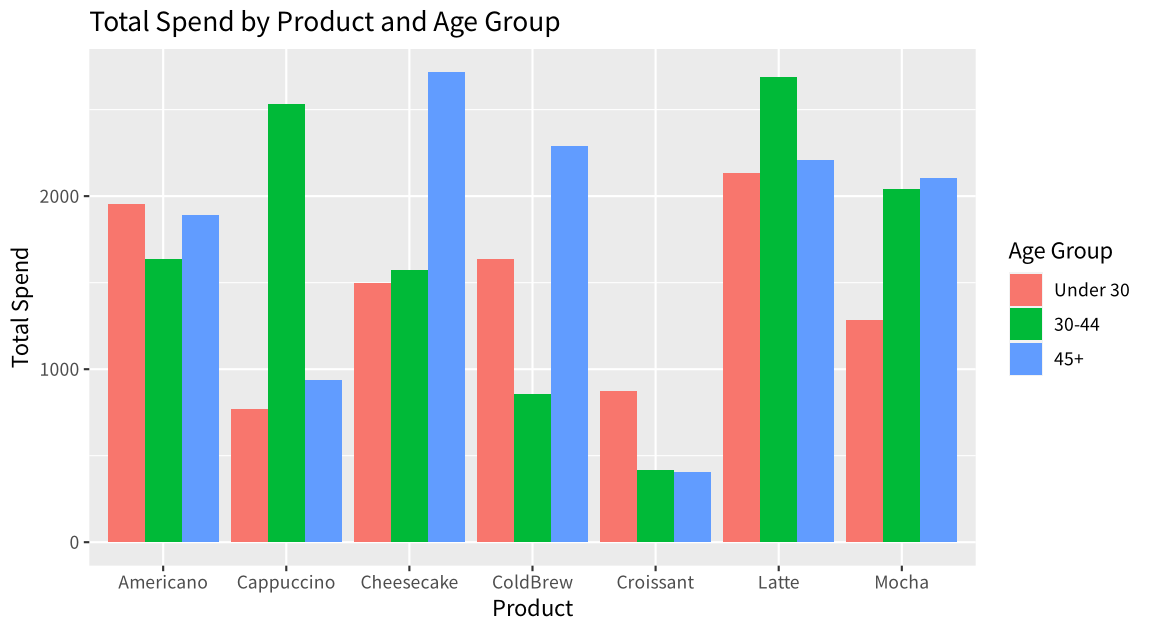 Total Spend by Product and Age Group
Total Spend
2000
1000
0
Americano
Cappuccino
Cheesecake
ColdBrew
Croissant
Latte
Mocha
Product
Age Group
Under 30
30-44
45+